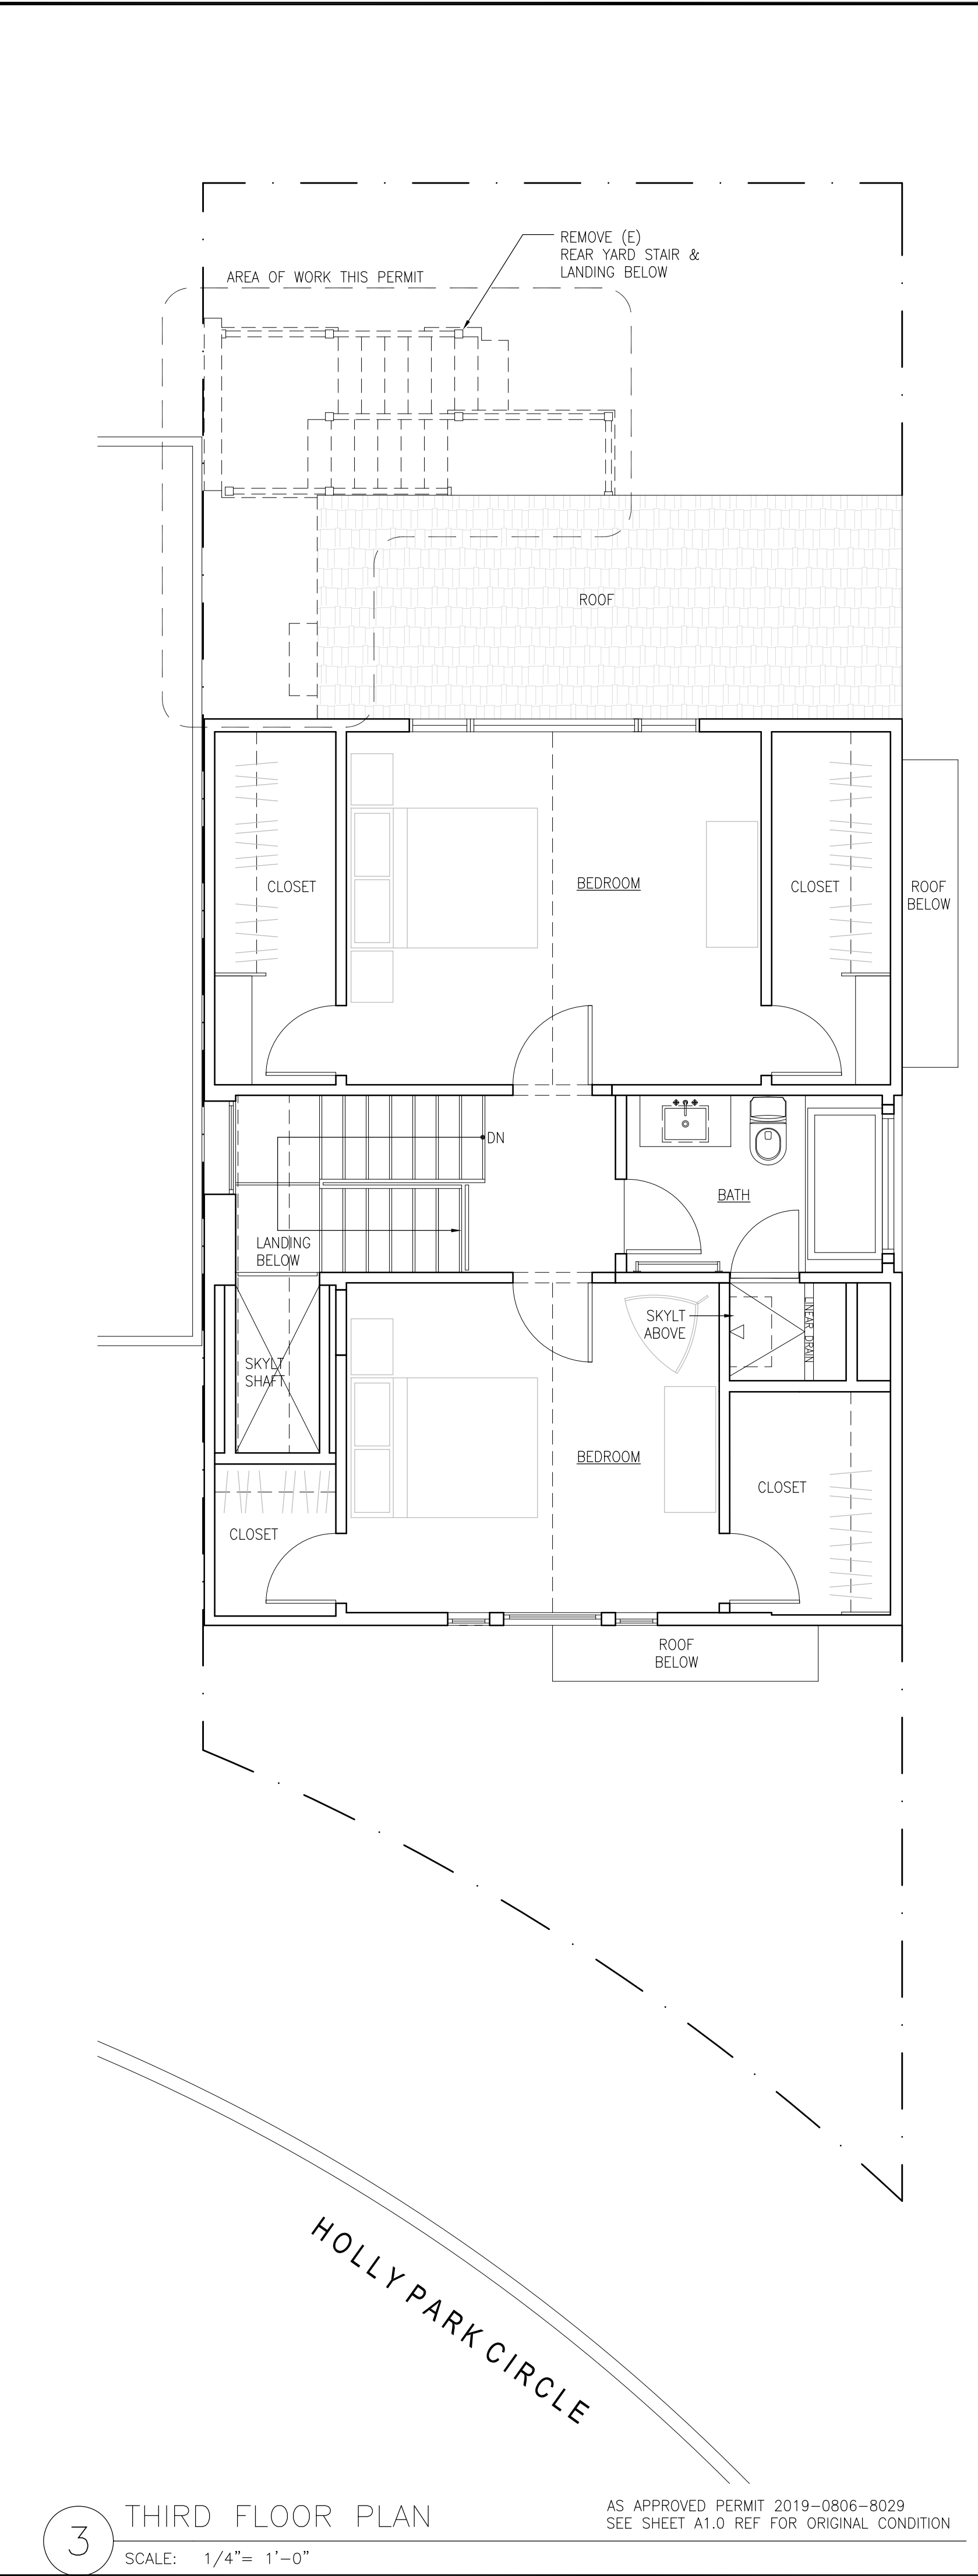 REMOVE (E)
REAR YARD STAIR &
LANDING BELOW
AREA OF WORK THIS PERMIT
ROOF
CLOSET
BEDROOM
CLOSET
ROOF
BELOW
DN
BATH
LANDING
BELOW
SKYLT
ABOVE
LINEAR DRAIN
SKYLT
SHAFT
BEDROOM
CLOSET
CLOSET
ROOF
BELOW
HOLLY PARK CIRCLE
3
THIRD FLOOR PLAN
SCALE: 1/4"= 1'-0"
AS APPROVED PERMIT 2019-0806-8029
SEE SHEET A1.0 REF FOR ORIGINAL CONDITION